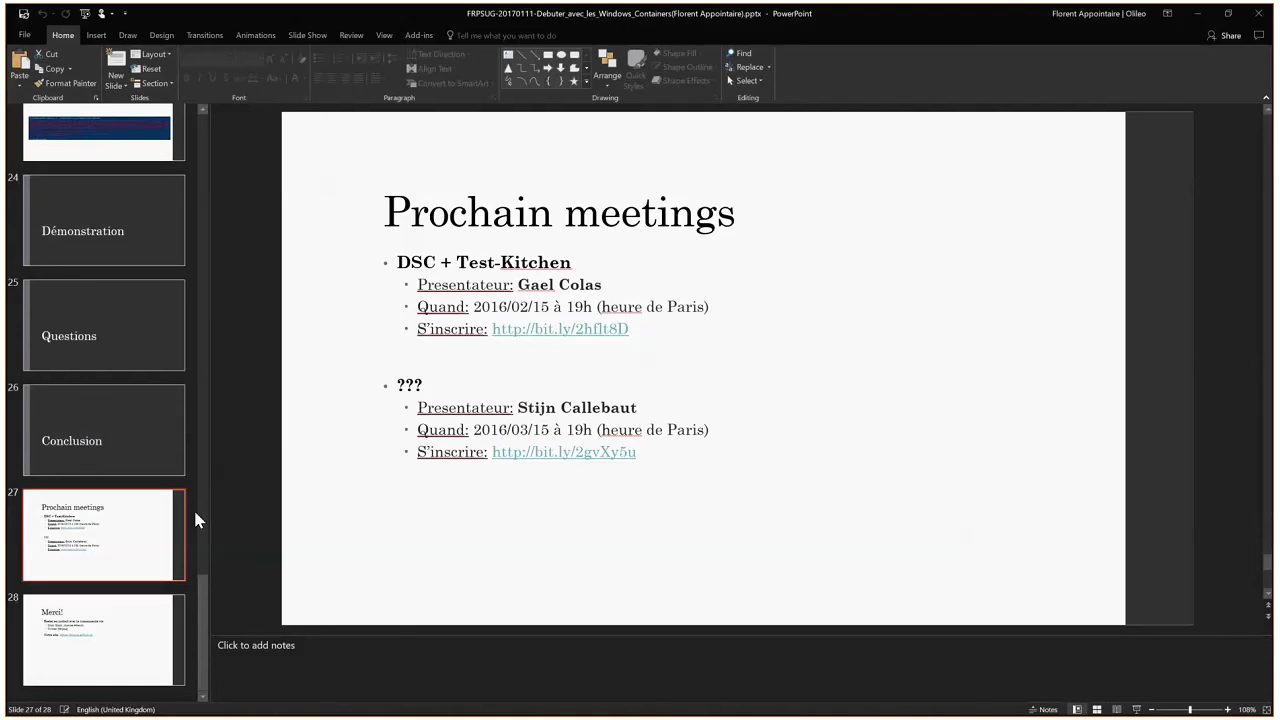 FRPSUG-20170111-Debuter_avec_les_Windows_Containers(Florent Appointaire).pptx - PowerPoint
Florent Appointaire | Olileo
File Home Insert Draw Design Transitions Animations Slide Show Review View Add-ins Tell me what you want to do
Share
Paste
Cut
Copy
Format Painter
Clipboard
New Slide
Layout
Reset
Section
Slides
Font
Text Direction
Align Text
Convert to SmartArt
Paragraph
Arrange
Quick Styles
Shape Fill
Shape Outline
Shape Effects
Drawing
Find
Replace
Select
Editing
24
Démonstration
25
Questions
26
Conclusion
27
Prochain meetings
28
Merci!
Prochain meetings
• DSC + Test-Kitchen
• Presentateur: Gael Colas
• Quand: 2016/02/15 à 19h (heure de Paris)
• S'inscrire: http://bit.ly/2hflt8D
• ???
• Presentateur: Stijn Callebaut
• Quand: 2016/03/15 à 19h (heure de Paris)
• S'inscrire: http://bit.ly/2gvXy5u
Click to add notes
Slide 27 of 28
English (United Kingdom)
Notes
108%